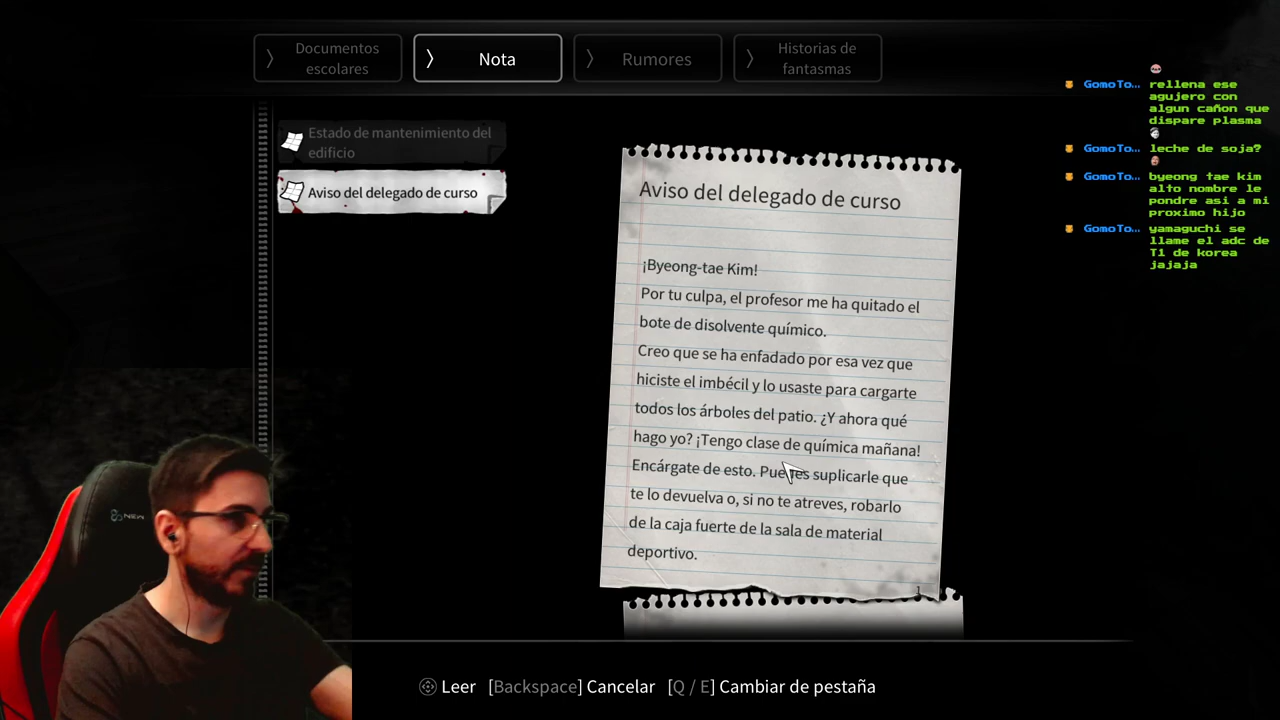 Documentos
escolares
Nota
Rumores
Historias de
fantasmas
Estado de mantenimiento del
edificio
Aviso del delegado de curso
Aviso del delegado de curso
¡Byeong-tae Kim!
Por tu culpa, el profesor me ha quitado el
bote de disolvente químico.
Creo que se ha enfadado por esa vez que
hiciste el imbécil y lo usaste para cargarte
todos los árboles del patio. ¿Y ahora qué
hago yo? ¡Tengo clase de química mañana!
Encárgate de esto. Puedes suplicarle que
te lo devuelva o, si no te atreves, robarlo
de la caja fuerte de la sala de material
deportivo.
1
GomoTo... rellena ese
agujero con
algun cañon que
dispare plasma
GomoTo... leche de soja?
GomoTo... byeong tae kim
alto nombre le
pondre asi a mi
proximo hijo
GomoTo... yamaguchi se
llame el adc de
T1 de korea
jajaja
NEW
Leer [Backspace] Cancelar [Q / E] Cambiar de pestaña